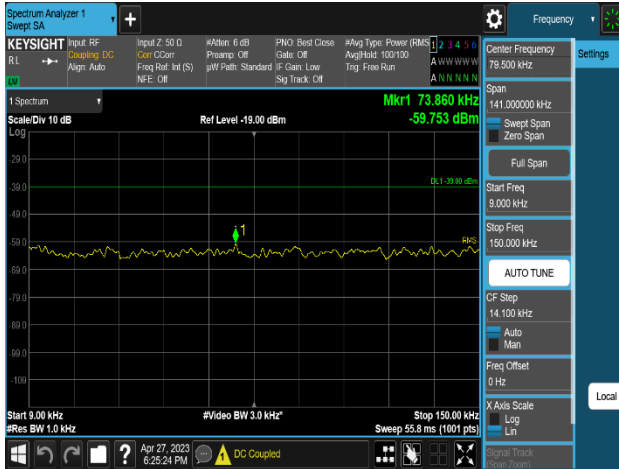 Spectrum Analyzer 1
Swept SA
+
Frequency
KEYSIGHT
R L
LV
Input: RF
Coupling: DC
Align: Auto
Input Z: 50 Ω
Corr CCorr
Freq Ref: Int (S)
NFE: Off
#Atten: 6 dB
Preamp: Off
µW Path: Standard
PNO: Best Close
Gate: Off
IF Gain: Low
Sig Track: Off
#Avg Type: Power (RMS
Avg|Hold: 100/100
Trig: Free Run
1 2 3 4 5 6
A W W W W W
A N N N N N
1 Spectrum
Scale/Div 10 dB
Ref Level -19.00 dBm
Mkr1 73.860 kHz
-59.753 dBm
Log
-29.0
-39.0
DL1 -39.00 dBm
-49.0
1
-59.0
RMS
-69.0
-79.0
-89.0
-99.0
-109
Start 9.00 kHz
#Video BW 3.0 kHz*
Stop 150.00 kHz
#Res BW 1.0 kHz
Sweep 55.8 ms (1001 pts)
?
Apr 27, 2023
6:25:24 PM
DC Coupled
Center Frequency
79.500 kHz
Settings
Span
141.000000 kHz
Swept Span
Zero Span
Full Span
Start Freq
9.000 kHz
Stop Freq
150.000 kHz
AUTO TUNE
CF Step
14.100 kHz
Auto
Man
Freq Offset
0 Hz
Local
X Axis Scale
Log
Lin
Signal Track
(Span Zoom)